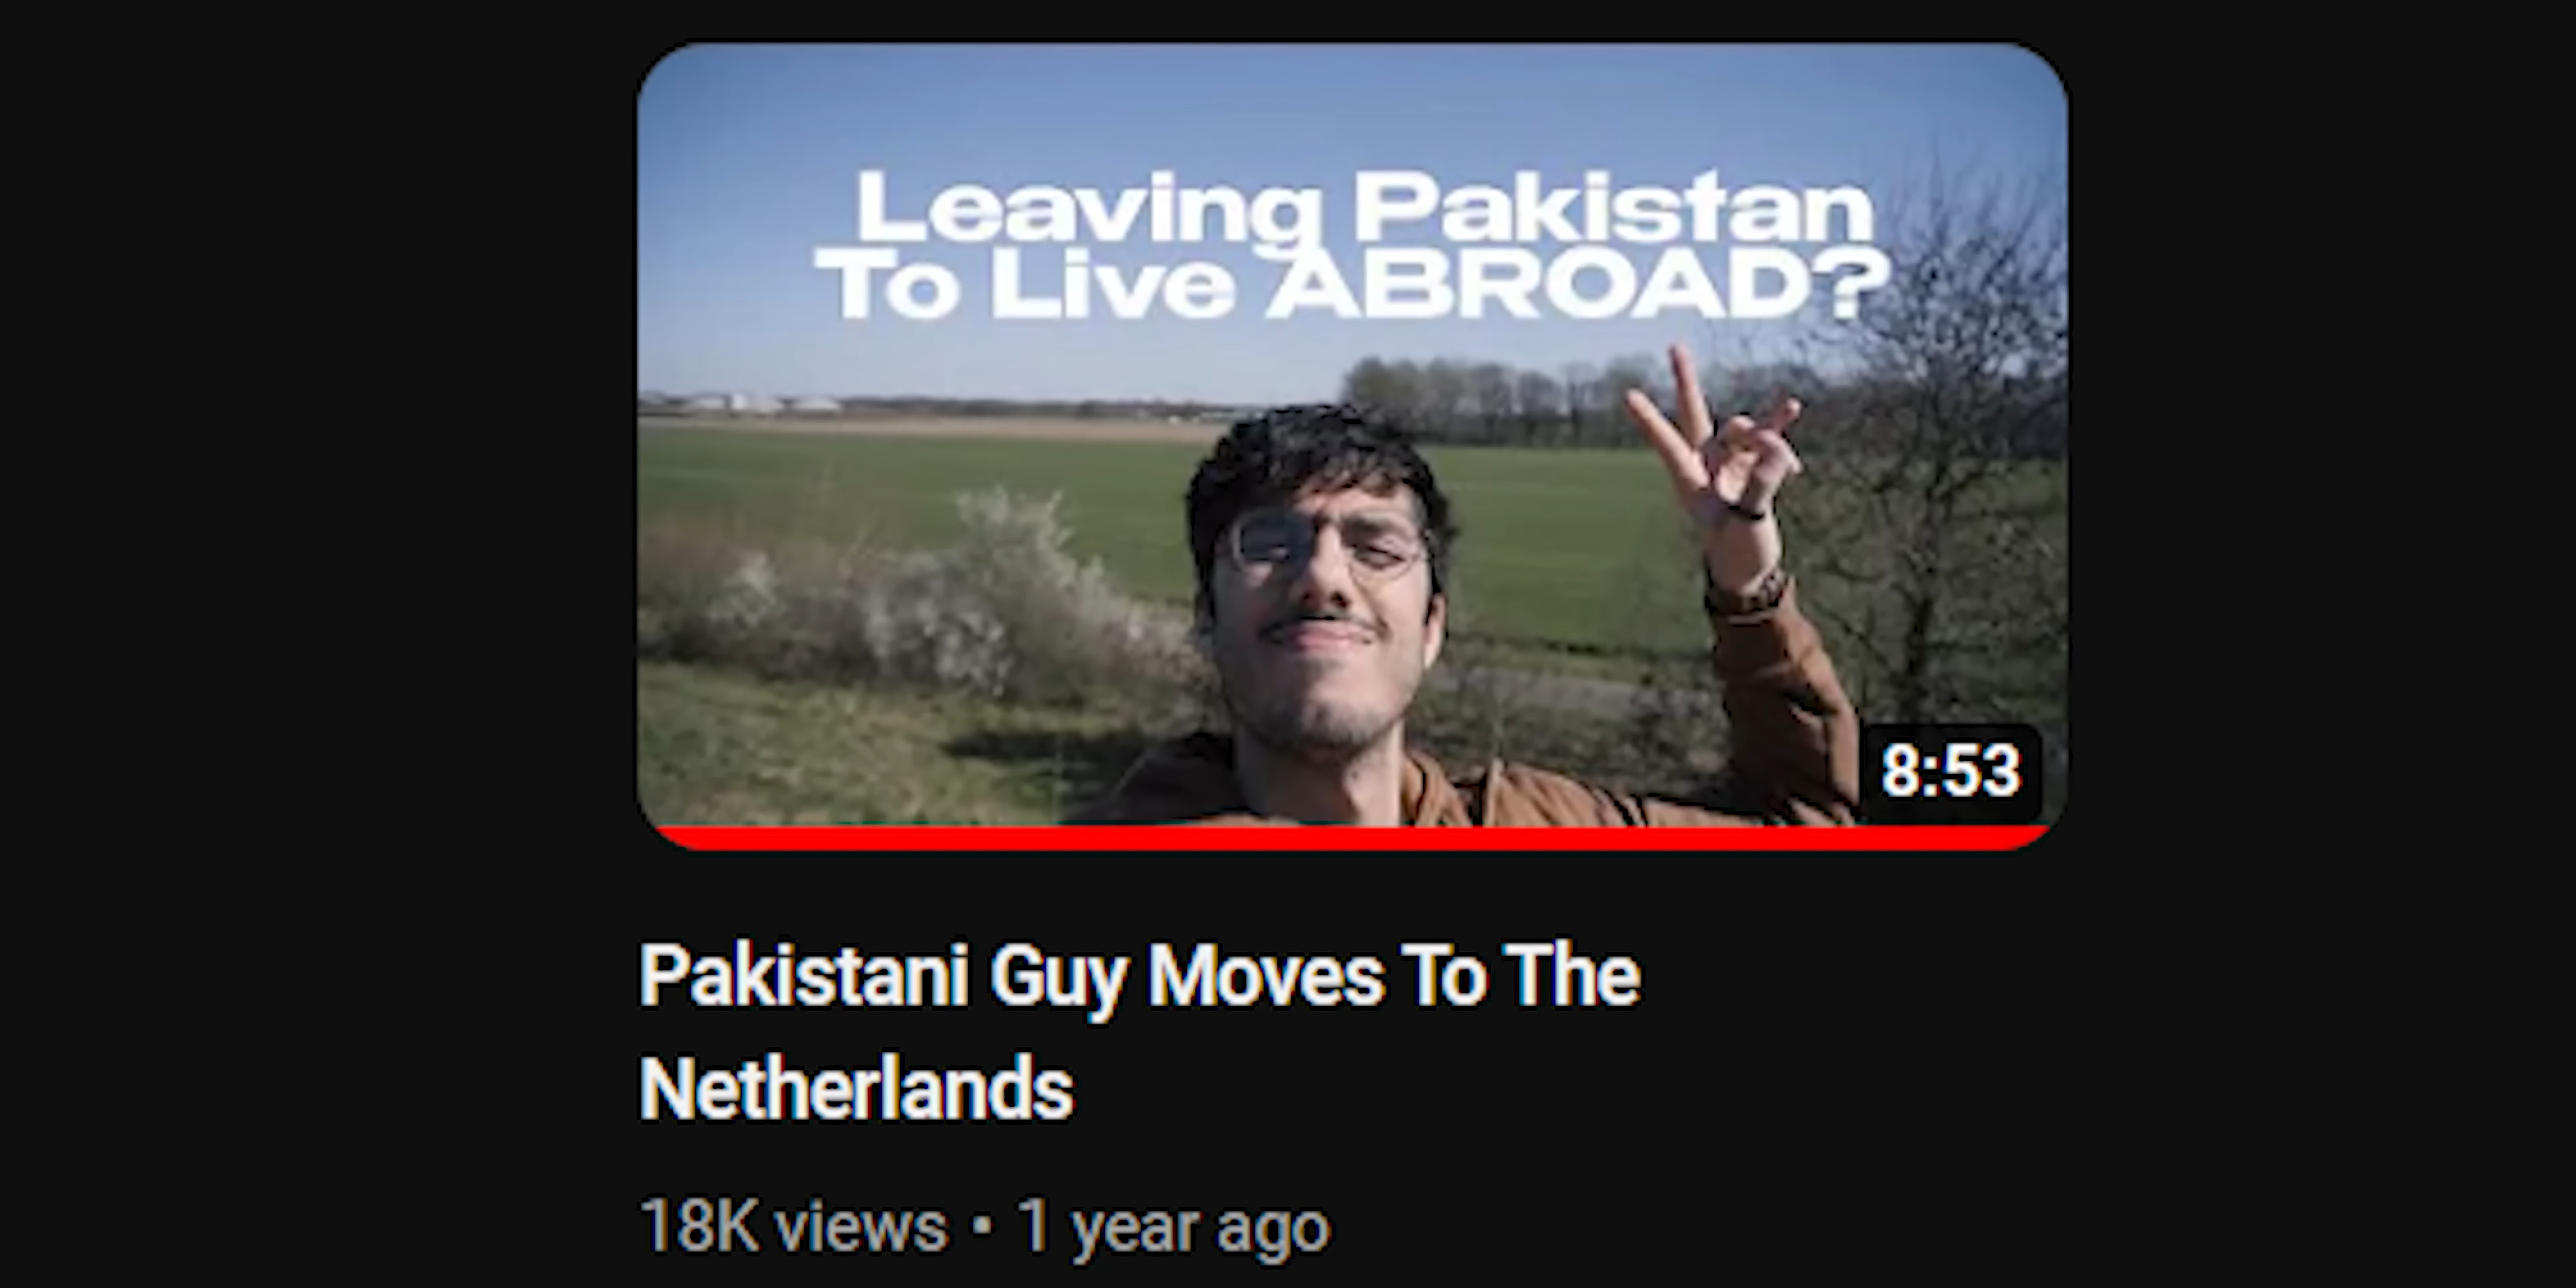 Leaving Pakistan
To Live ABROAD?
8:53
Pakistani Guy Moves To The
Netherlands
18K views • 1 year ago